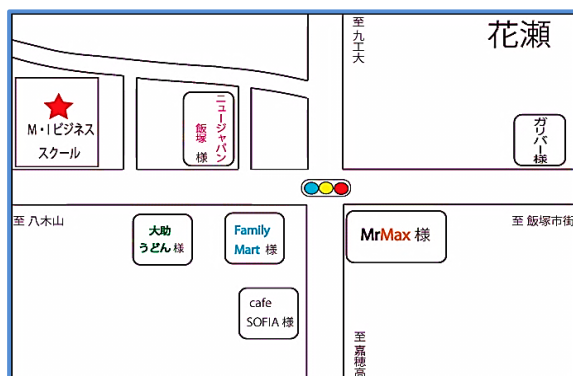 至九工大
花瀬
M・Iビジネス
スクール
ニュージャパン
飯塚 様
ガリバー様
至 八木山
大助
うどん 様
Family
Mart 様
MrMax 様
至 飯塚市街
cafe
SOFIA 様
至嘉穂高